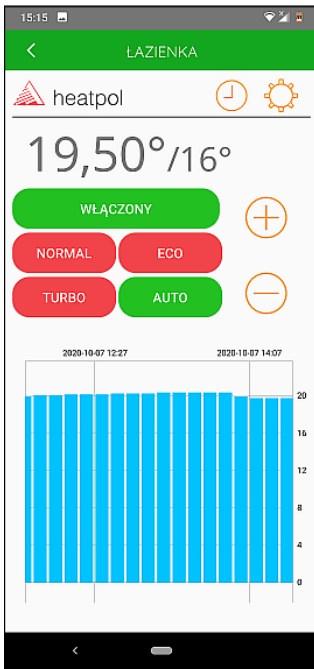 15:15
ŁAZIENKA
heatpol
19,50°/16°
WŁĄCZONY
NORMAL ECO
TURBO AUTO
2020-10-07 12:27 2020-10-07 14:07
20
16
12
8
4
0